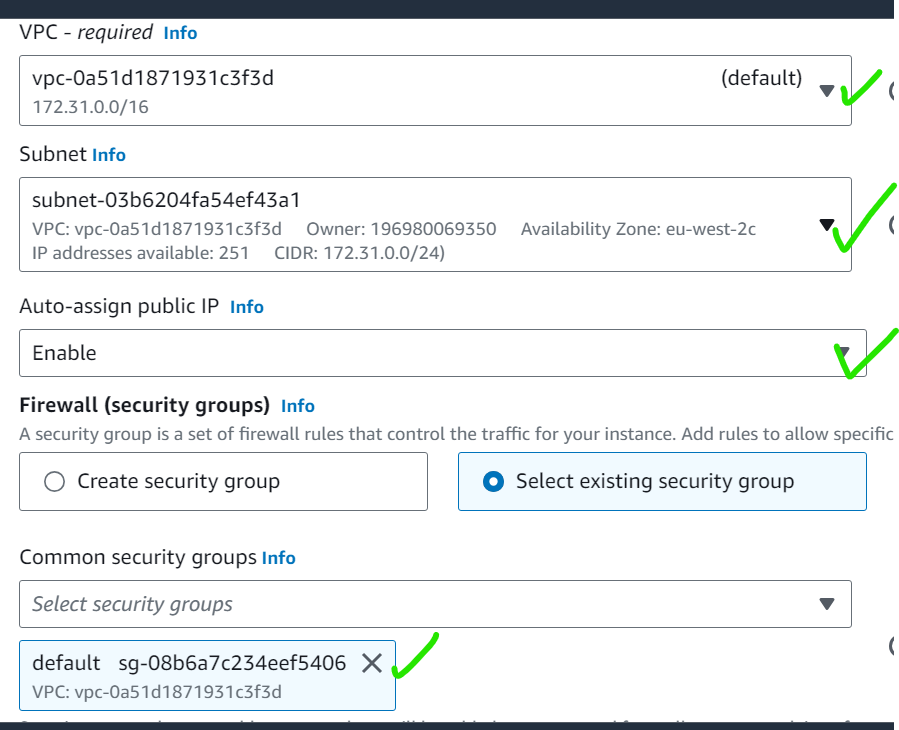 VPC - required Info
vpc-0a51d1871931c3f3d (default)
172.31.0.0/16
Subnet Info
subnet-03b6204fa54ef43a1
VPC: vpc-0a51d1871931c3f3d Owner: 196980069350 Availability Zone: eu-west-2c
IP addresses available: 251 CIDR: 172.31.0.0/24)
Auto-assign public IP Info
Enable
Firewall (security groups) Info
A security group is a set of firewall rules that control the traffic for your instance. Add rules to allow specific
Create security group
Select existing security group
Common security groups Info
Select security groups
default sg-08b6a7c234eef5406
VPC: vpc-0a51d1871931c3f3d